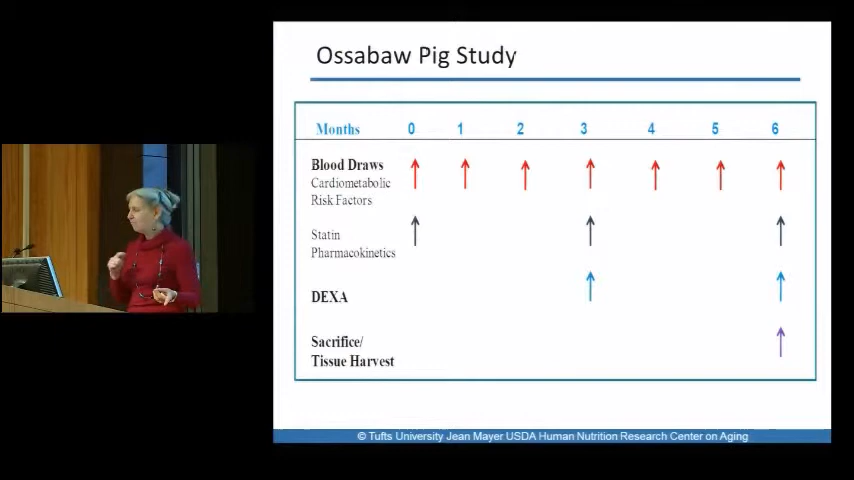 Ossabaw Pig Study
Months 0 1 2 3 4 5 6
Blood Draws
Cardiometabolic
Risk Factors
Statin
Pharmacokinetics
DEXA
Sacrifice/
Tissue Harvest
© Tufts University Jean Mayer USDA Human Nutrition Research Center on Aging